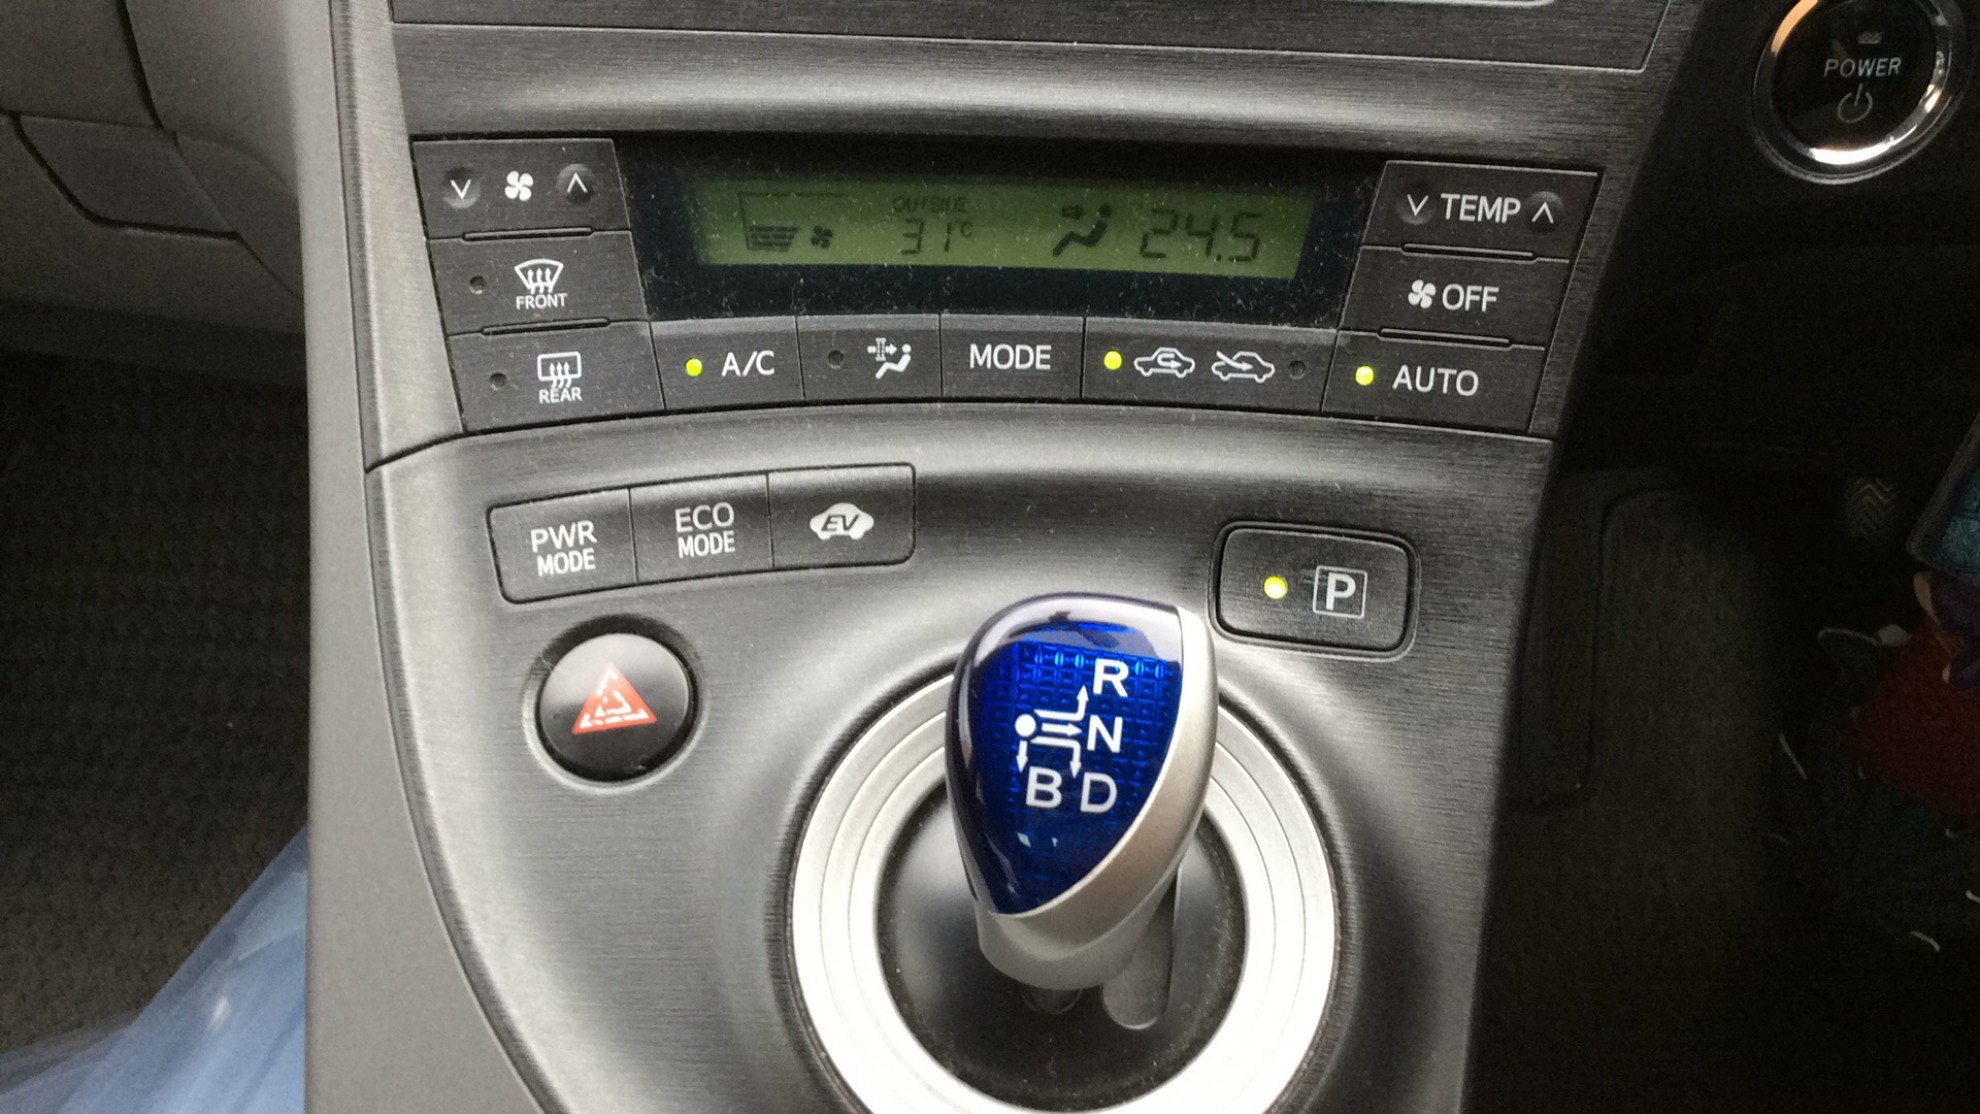 POWER
OUTSIDE
31°C
24.5
TEMP
FRONT
OFF
REAR
A/C
MODE
AUTO
PWR
MODE
ECO
MODE
EV
P
R
N
B D